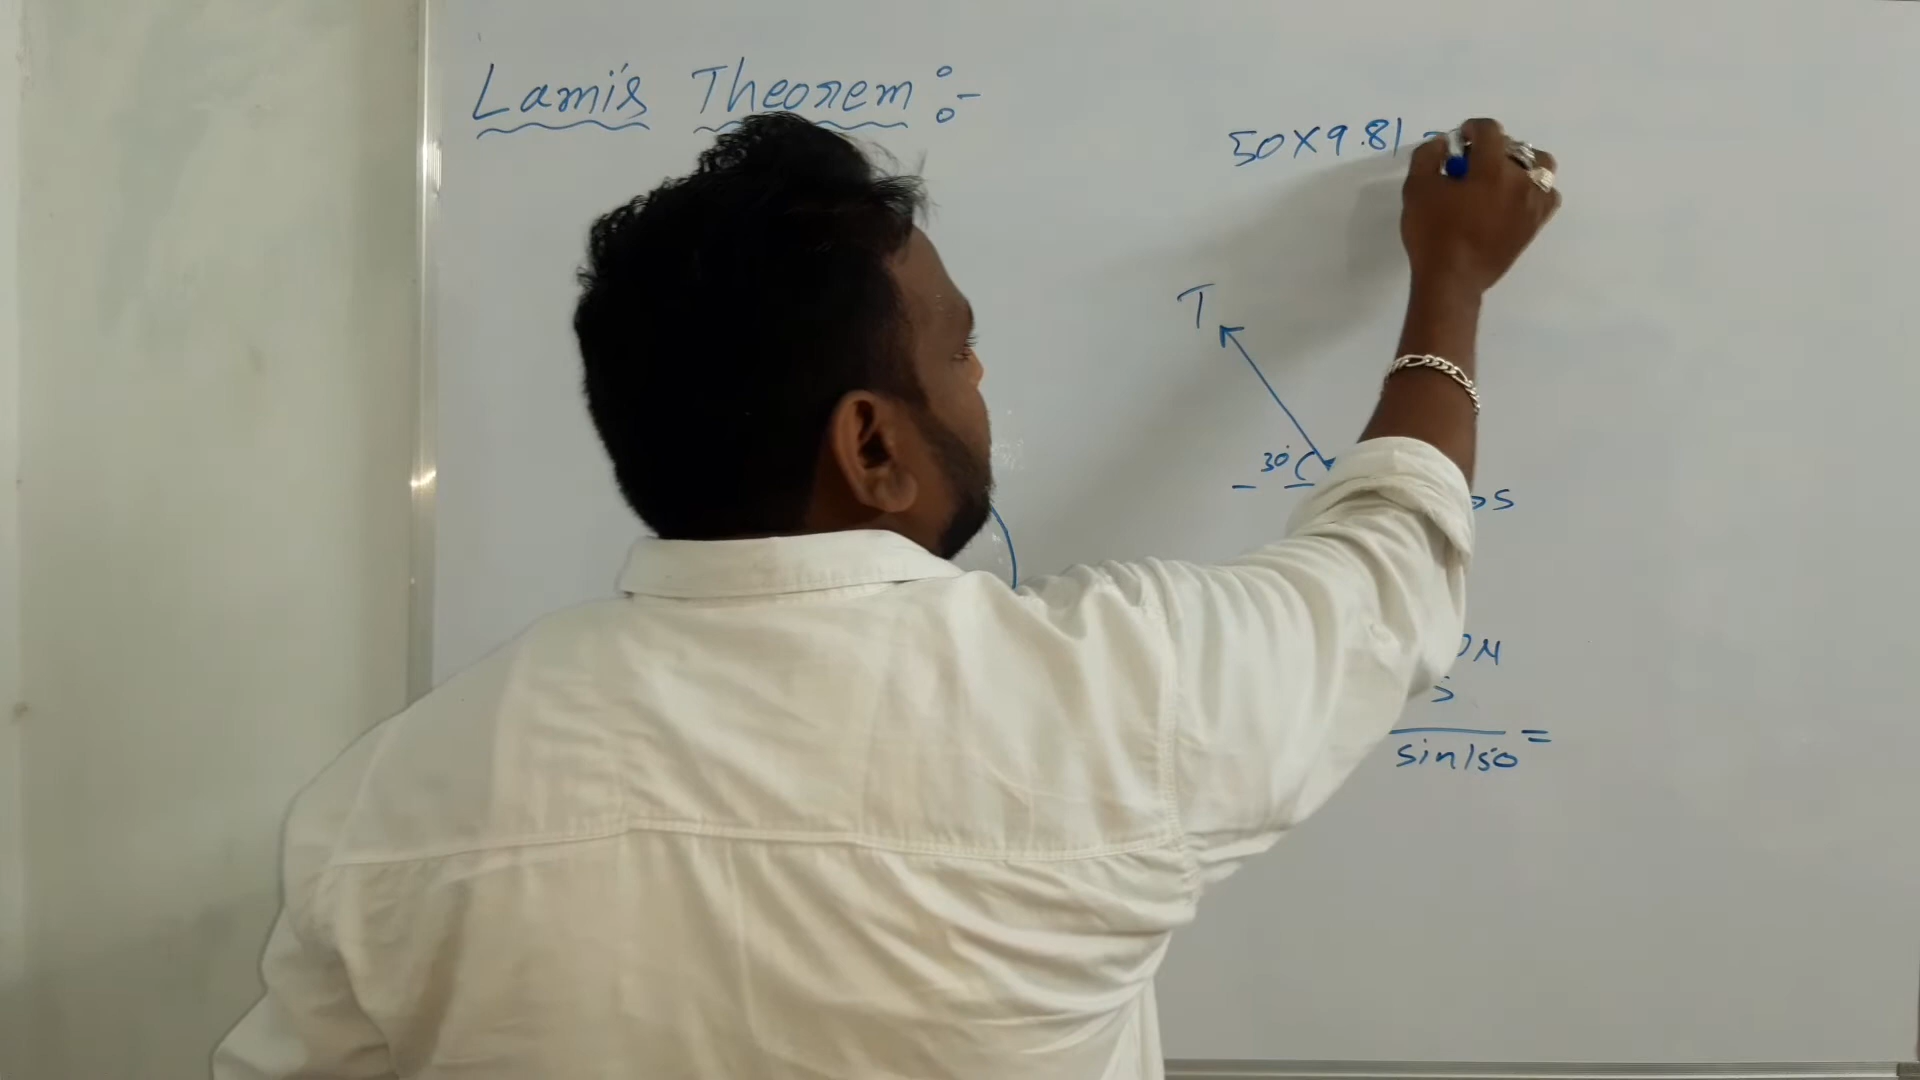 Lami's Theorem :-
50×9.81 =
T
30°
S
N
S
sin150 =